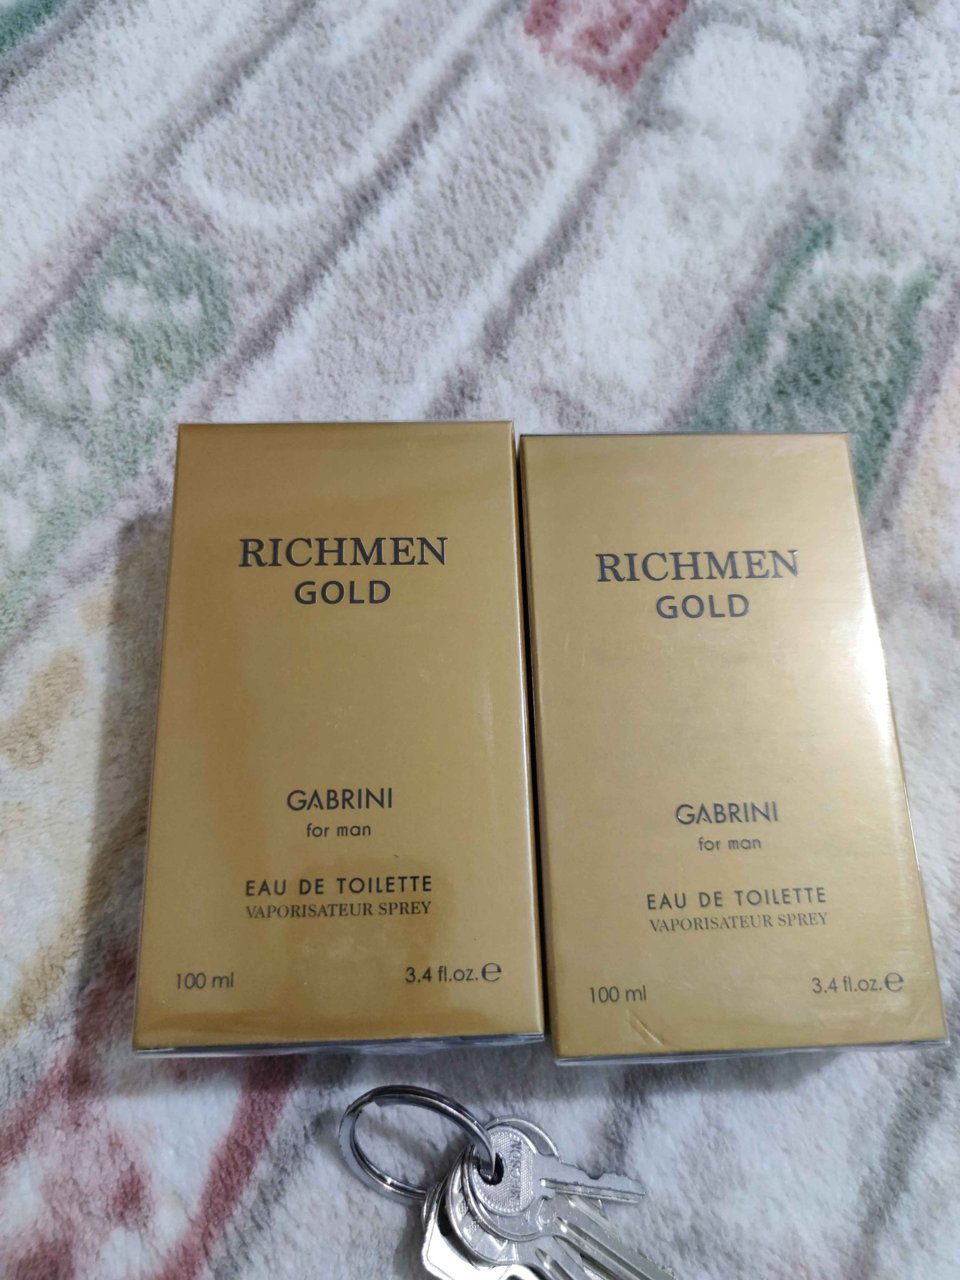 RICHMEN
GOLD
GABRINI
for man
EAU DE TOILETTE
VAPORISATEUR SPREY
100 ml
3.4 fl.oz.℮
RICHMEN
GOLD
GABRINI
for man
EAU DE TOILETTE
VAPORISATEUR SPREY
100 ml
3.4 fl.oz.℮